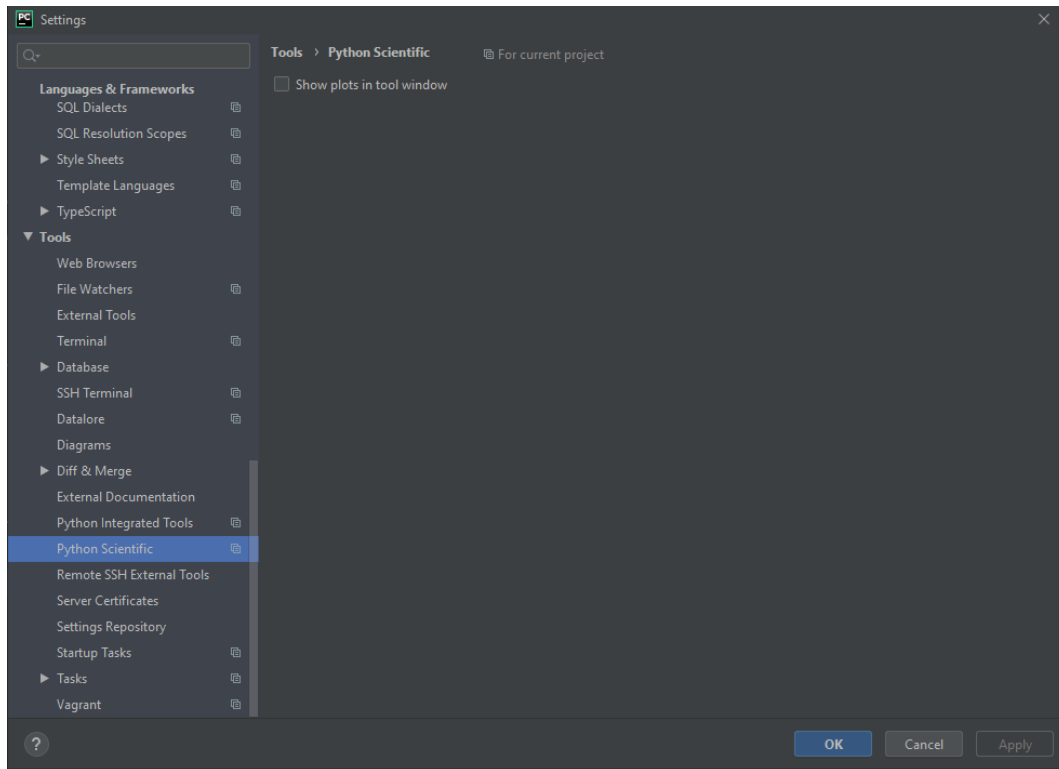 PC Settings
Tools › Python Scientific For current project
Show plots in tool window
Languages & Frameworks
SQL Dialects
SQL Resolution Scopes
Style Sheets
Template Languages
TypeScript
Tools
Web Browsers
File Watchers
External Tools
Terminal
Database
SSH Terminal
Datalore
Diagrams
Diff & Merge
External Documentation
Python Integrated Tools
Python Scientific
Remote SSH External Tools
Server Certificates
Settings Repository
Startup Tasks
Tasks
Vagrant
? OK Cancel Apply